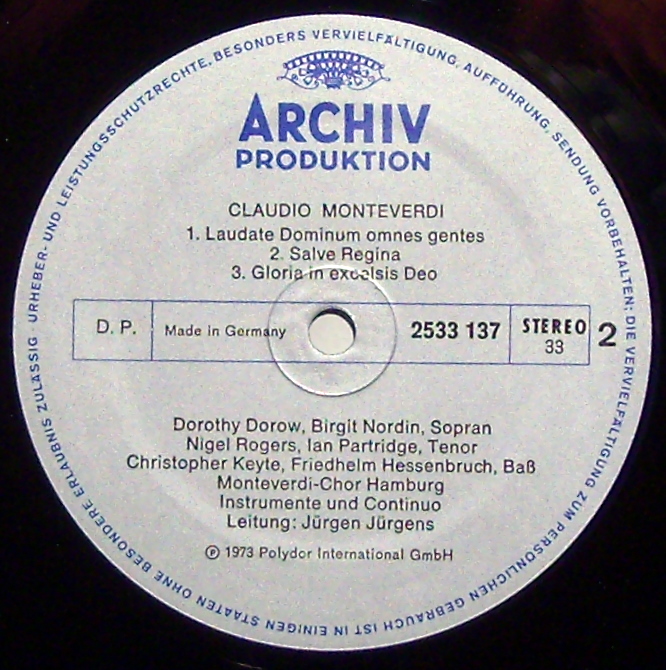 URHEBER- UND LEISTUNGSSCHUTZRECHTE, BESONDERS VERVIELFÄLTIGUNG, AUFFÜHRUNG, SENDUNG VORBEHALTEN; DIE VERVIELFÄLTIGUNG ZUM PERSÖNLICHEN GEBRAUCH IST IN EINIGEN STAATEN OHNE BESONDERE ERLAUBNIS ZULÄSSIG
ARCHIV
PRODUKTION
CLAUDIO MONTEVERDI
1. Laudate Dominum omnes gentes
2. Salve Regina
3. Gloria in excelsis Deo
D. P. Made in Germany 2533 137 STEREO 2
33
Dorothy Dorow, Birgit Nordin, Sopran
Nigel Rogers, Ian Partridge, Tenor
Christopher Keyte, Friedhelm Hessenbruch, Baß
Monteverdi-Chor Hamburg
Instrumente und Continuo
Leitung: Jürgen Jürgens
℗ 1973 Polydor International GmbH